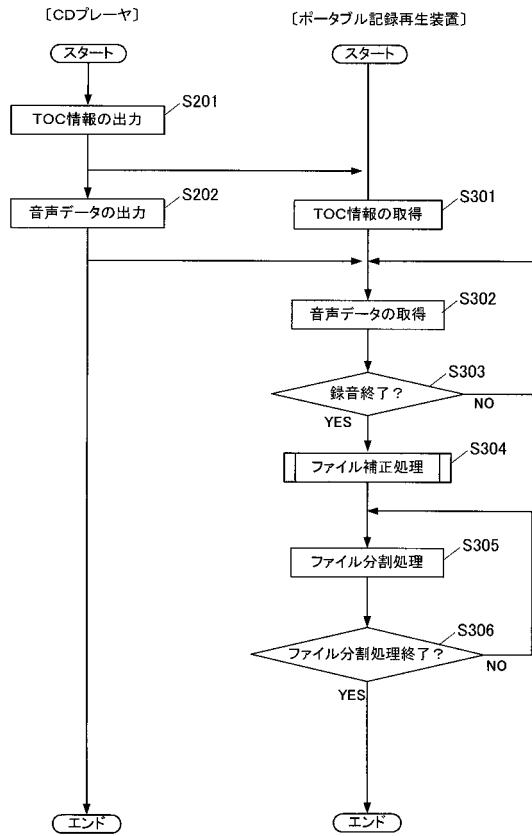 〔CDプレーヤ〕
〔ポータブル記録再生装置〕
スタート
スタート
S201
TOC情報の出力
S202
音声データの出力
S301
TOC情報の取得
S302
音声データの取得
S303
録音終了？
NO
YES
S304
ファイル補正処理
S305
ファイル分割処理
S306
ファイル分割処理終了？
NO
YES
エンド
エンド